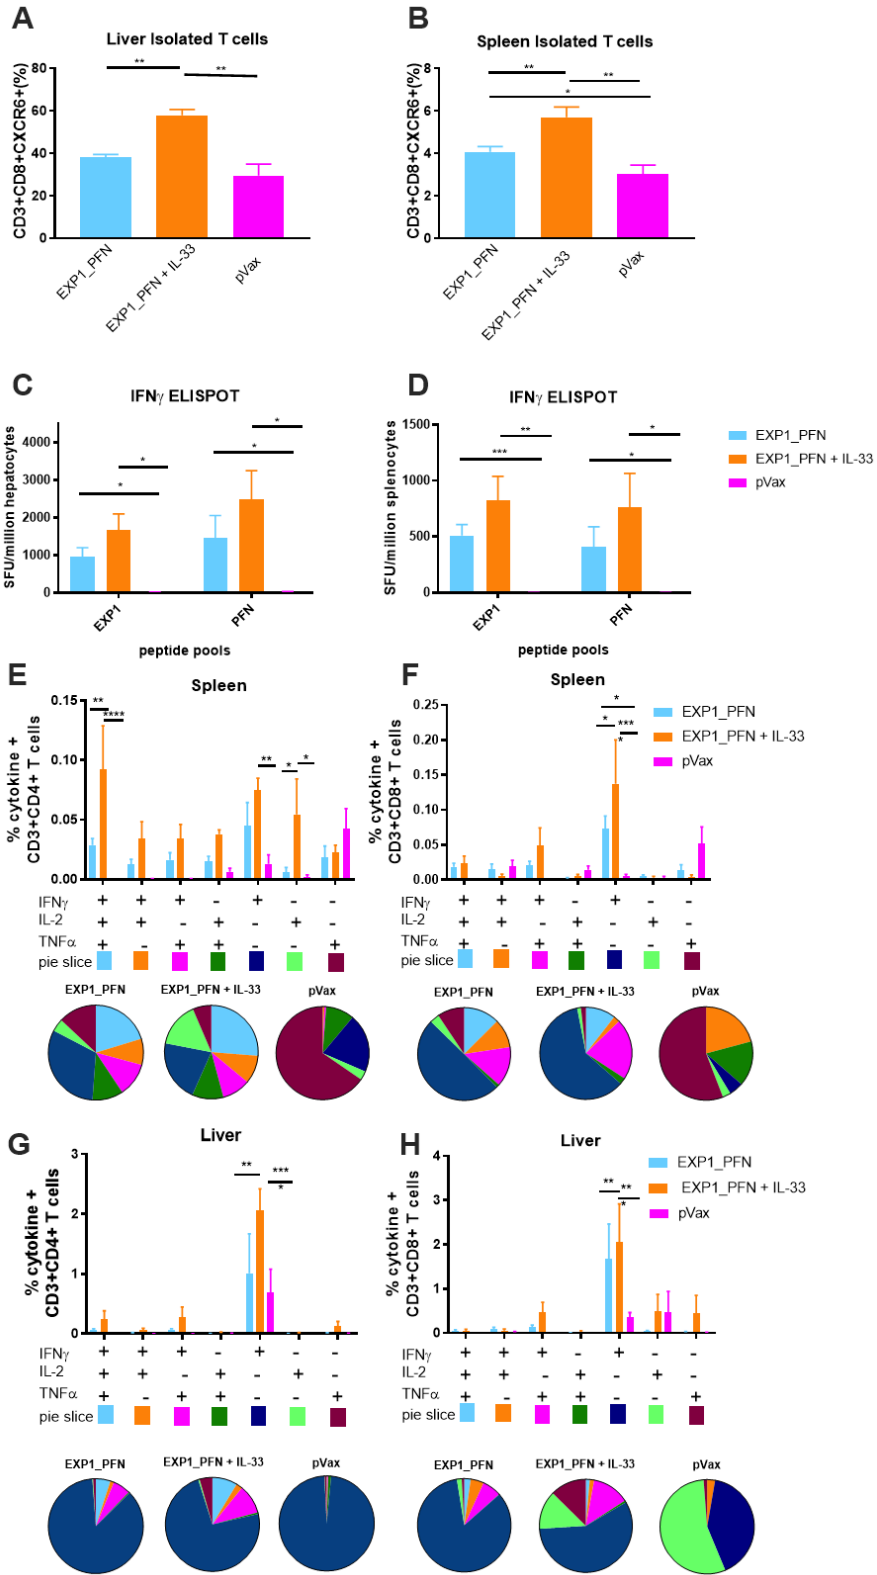 A
Liver Isolated T cells
CD3+CD8+CXCR6+(%)
80
60
40
20
0
** **
EXP1_PFN
EXP1_PFN + IL-33
pVax
B
Spleen Isolated T cells
CD3+CD8+CXCR6+(%)
8
6
4
2
0
** ** *
EXP1_PFN
EXP1_PFN + IL-33
pVax
C
IFNγ ELISPOT
SFU/million hepatocytes
4000
3000
2000
1000
0
* * * *
EXP1 PFN
peptide pools
D
IFNγ ELISPOT
SFU/million splenocytes
1500
1000
500
0
*** ** * *
EXP1 PFN
peptide pools
EXP1_PFN
EXP1_PFN + IL-33
pVax
E
Spleen
% cytokine +
CD3+CD4+ T cells
0.15
0.10
0.05
0.00
** **** ** * *
IFNγ + + + - + - -
IL-2 + + - + - + -
TNFα + - + + - - +
pie slice
EXP1_PFN EXP1_PFN + IL-33 pVax
F
Spleen
% cytokine +
CD3+CD8+ T cells
0.25
0.20
0.15
0.10
0.05
0.00
*
* ***
*
EXP1_PFN
EXP1_PFN + IL-33
pVax
IFNγ + + + - + - -
IL-2 + + - + - + -
TNFα + - + + - - +
pie slice
EXP1_PFN EXP1_PFN + IL-33 pVax
G
Liver
% cytokine +
CD3+CD4+ T cells
3
2
1
0
** ***
*
IFNγ + + + - + - -
IL-2 + + - + - + -
TNFα + - + + - - +
pie slice
EXP1_PFN EXP1_PFN + IL-33 pVax
H
Liver
% cytokine +
CD3+CD8+ T cells
4
3
2
1
0
** **
*
EXP1_PFN
EXP1_PFN + IL-33
pVax
IFNγ + + + - + - -
IL-2 + + - + - + -
TNFα + - + + - - +
pie slice
EXP1_PFN EXP1_PFN + IL-33 pVax